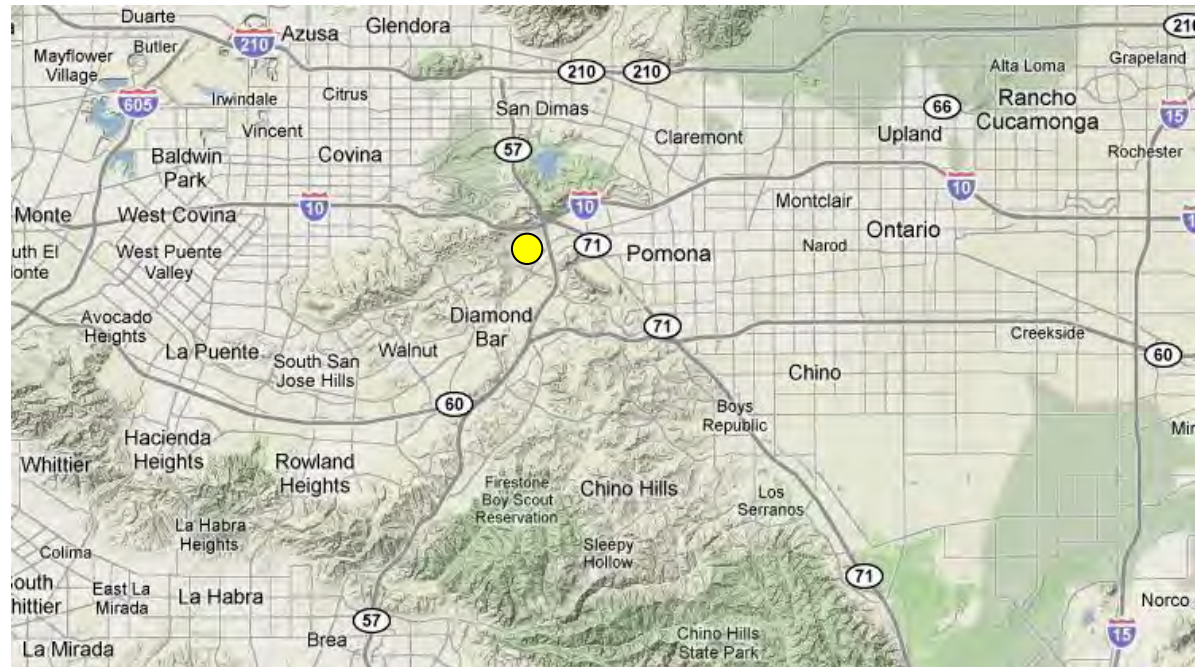 Duarte
Azusa
Glendora
210
Butler
Mayflower
Village
210
210
210
Alta Loma
Grapeland
605
Irwindale
Citrus
San Dimas
66
Rancho
Cucamonga
15
Vincent
Claremont
Upland
57
Covina
Baldwin
Park
Rochester
10
Monte
West Covina
10
10
Montclair
Ontario
71
Pomona
Narod
West Puente
Valley
Diamond
Bar
71
Avocado
Heights
Creekside
La Puente
Walnut
South San
Jose Hills
60
Chino
60
Boys
Republic
Hacienda
Heights
Whittier
Rowland
Heights
Firestone
Boy Scout
Reservation
Chino Hills
Los
Serranos
La Habra
Heights
Colima
Sleepy
Hollow
71
East La
Mirada
La Habra
Norco
57
Brea
Chino Hills
State Park
15
La Mirada